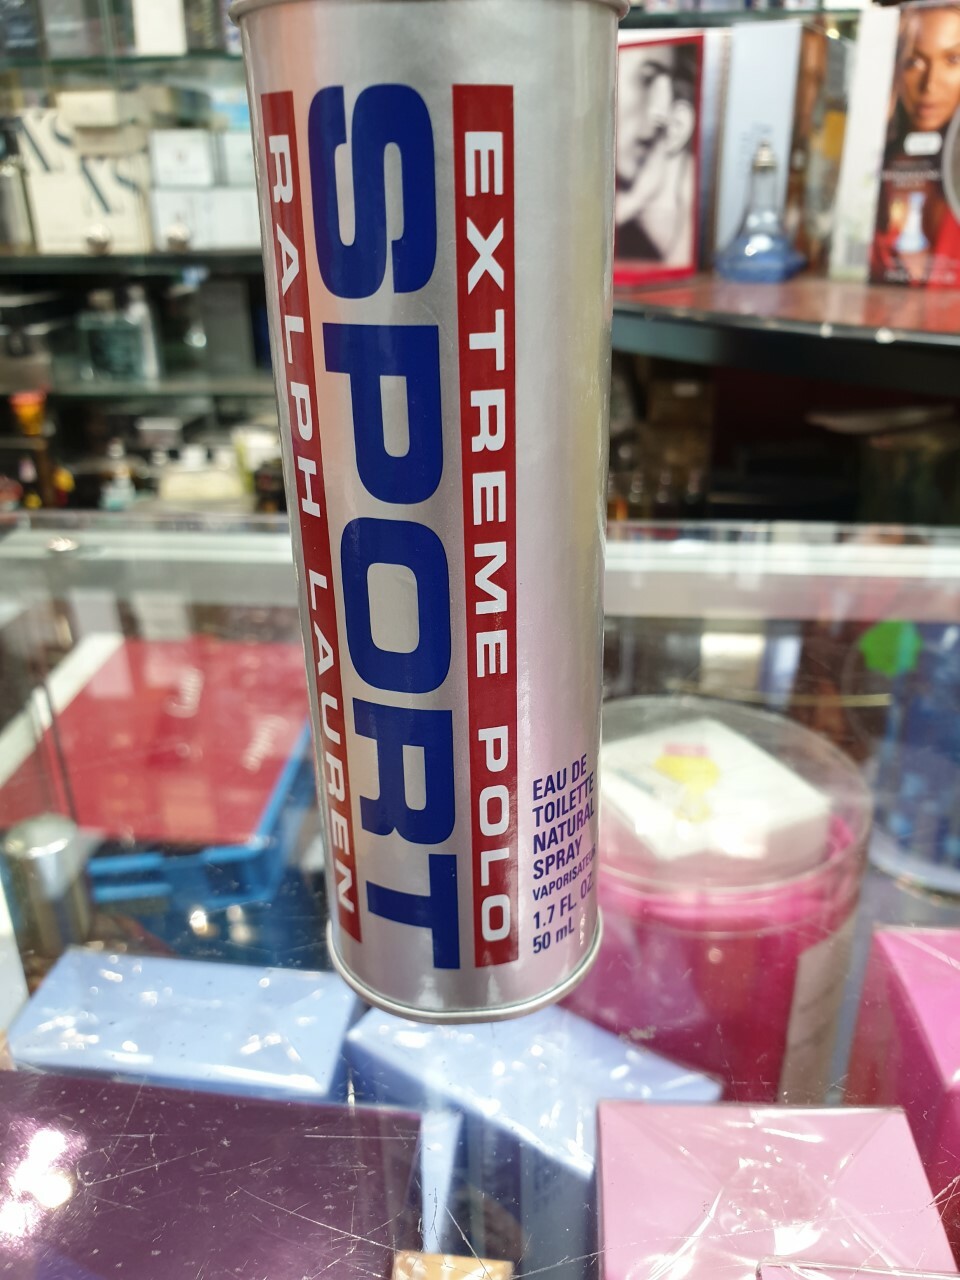 EXTREME POLO
SPORT
RALPH LAUREN
EAU DE
TOILETTE
NATURAL
SPRAY
VAPORISATEUR
1.7 FL. OZ.
50 mL